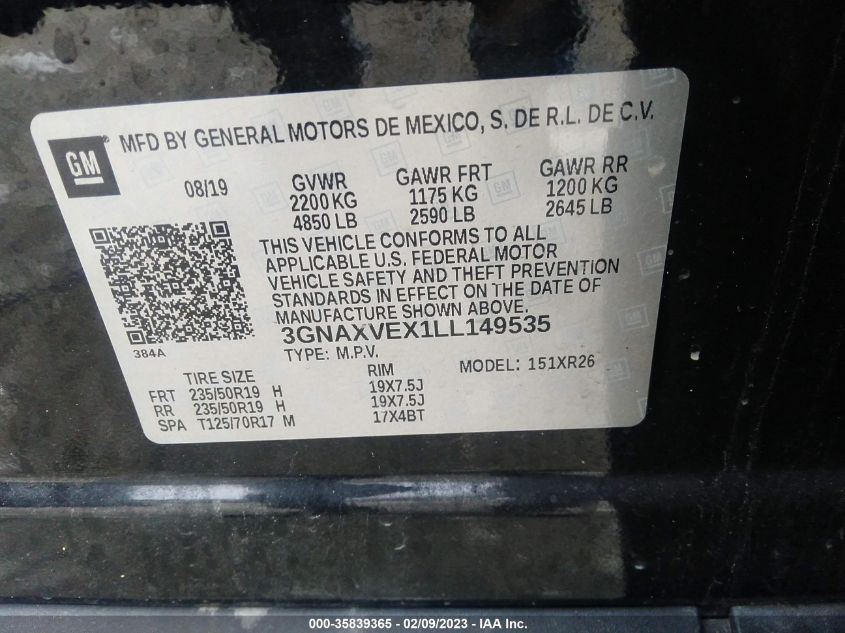 GM ® MFD BY GENERAL MOTORS DE MEXICO, S. DE R.L. DE C.V.
08/19 GVWR GAWR FRT GAWR RR
2200 KG 1175 KG 1200 KG
4850 LB 2590 LB 2645 LB
THIS VEHICLE CONFORMS TO ALL
APPLICABLE U.S. FEDERAL MOTOR
VEHICLE SAFETY AND THEFT PREVENTION
STANDARDS IN EFFECT ON THE DATE OF
MANUFACTURE SHOWN ABOVE.
3GNAXVEX1LL149535
384A
TYPE: M.P.V. MODEL: 151XR26
TIRE SIZE RIM
FRT 235/50R19 H 19X7.5J
RR 235/50R19 H 19X7.5J
SPA T125/70R17 M 17X4BT
000-35839365 - 02/09/2023 - IAA Inc.